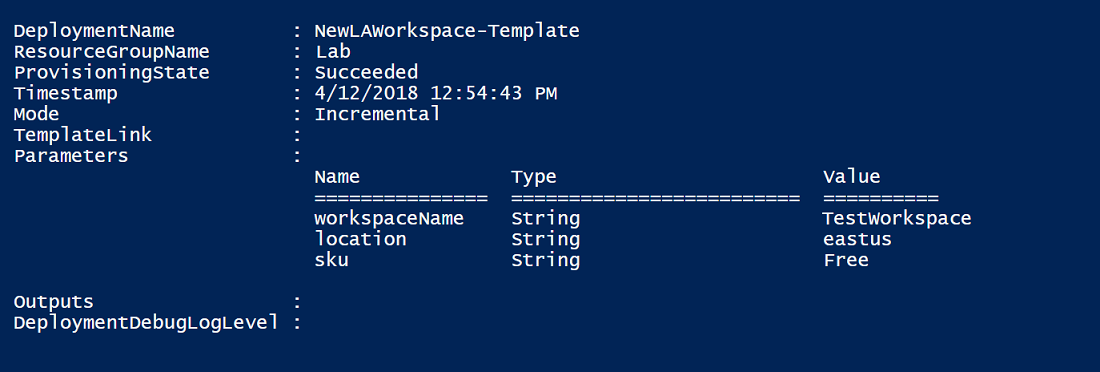 DeploymentName          : NewLAWorkspace-Template
ResourceGroupName       : Lab
ProvisioningState       : Succeeded
Timestamp               : 4/12/2018 12:54:43 PM
Mode                    : Incremental
TemplateLink            :
Parameters              :
                          Name             Type                       Value
                          ===============  =========================  ==========
                          workspaceName    String                     TestWorkspace
                          location         String                     eastus
                          sku              String                     Free
Outputs                 :
DeploymentDebugLogLevel :